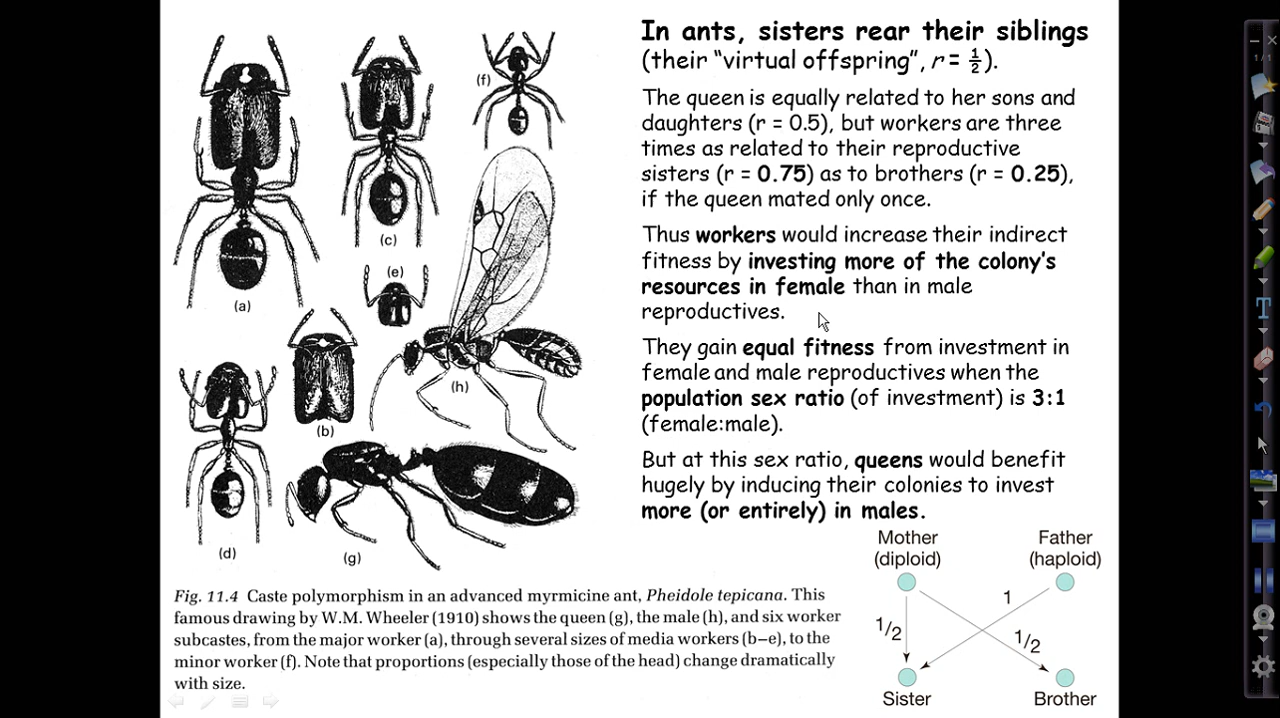 In ants, sisters rear their siblings
(their “virtual offspring”, r = ½).
The queen is equally related to her sons and
daughters (r = 0.5), but workers are three
times as related to their reproductive
sisters (r = 0.75) as to brothers (r = 0.25),
if the queen mated only once.
Thus workers would increase their indirect
fitness by investing more of the colony’s
resources in female than in male
reproductives.
They gain equal fitness from investment in
female and male reproductives when the
population sex ratio (of investment) is 3:1
(female:male).
But at this sex ratio, queens would benefit
hugely by inducing their colonies to invest
more (or entirely) in males.
(a)
(c)
(f)
(e)
(b)
(h)
(d)
(g)
Fig. 11.4 Caste polymorphism in an advanced myrmicine ant, Pheidole tepicana. This
famous drawing by W.M. Wheeler (1910) shows the queen (g), the male (h), and six worker
subcastes, from the major worker (a), through several sizes of media workers (b–e), to the
minor worker (f). Note that proportions (especially those of the head) change dramatically
with size.
Mother
(diploid)
Father
(haploid)
1
1/2
1/2
Sister
Brother
1/1
T